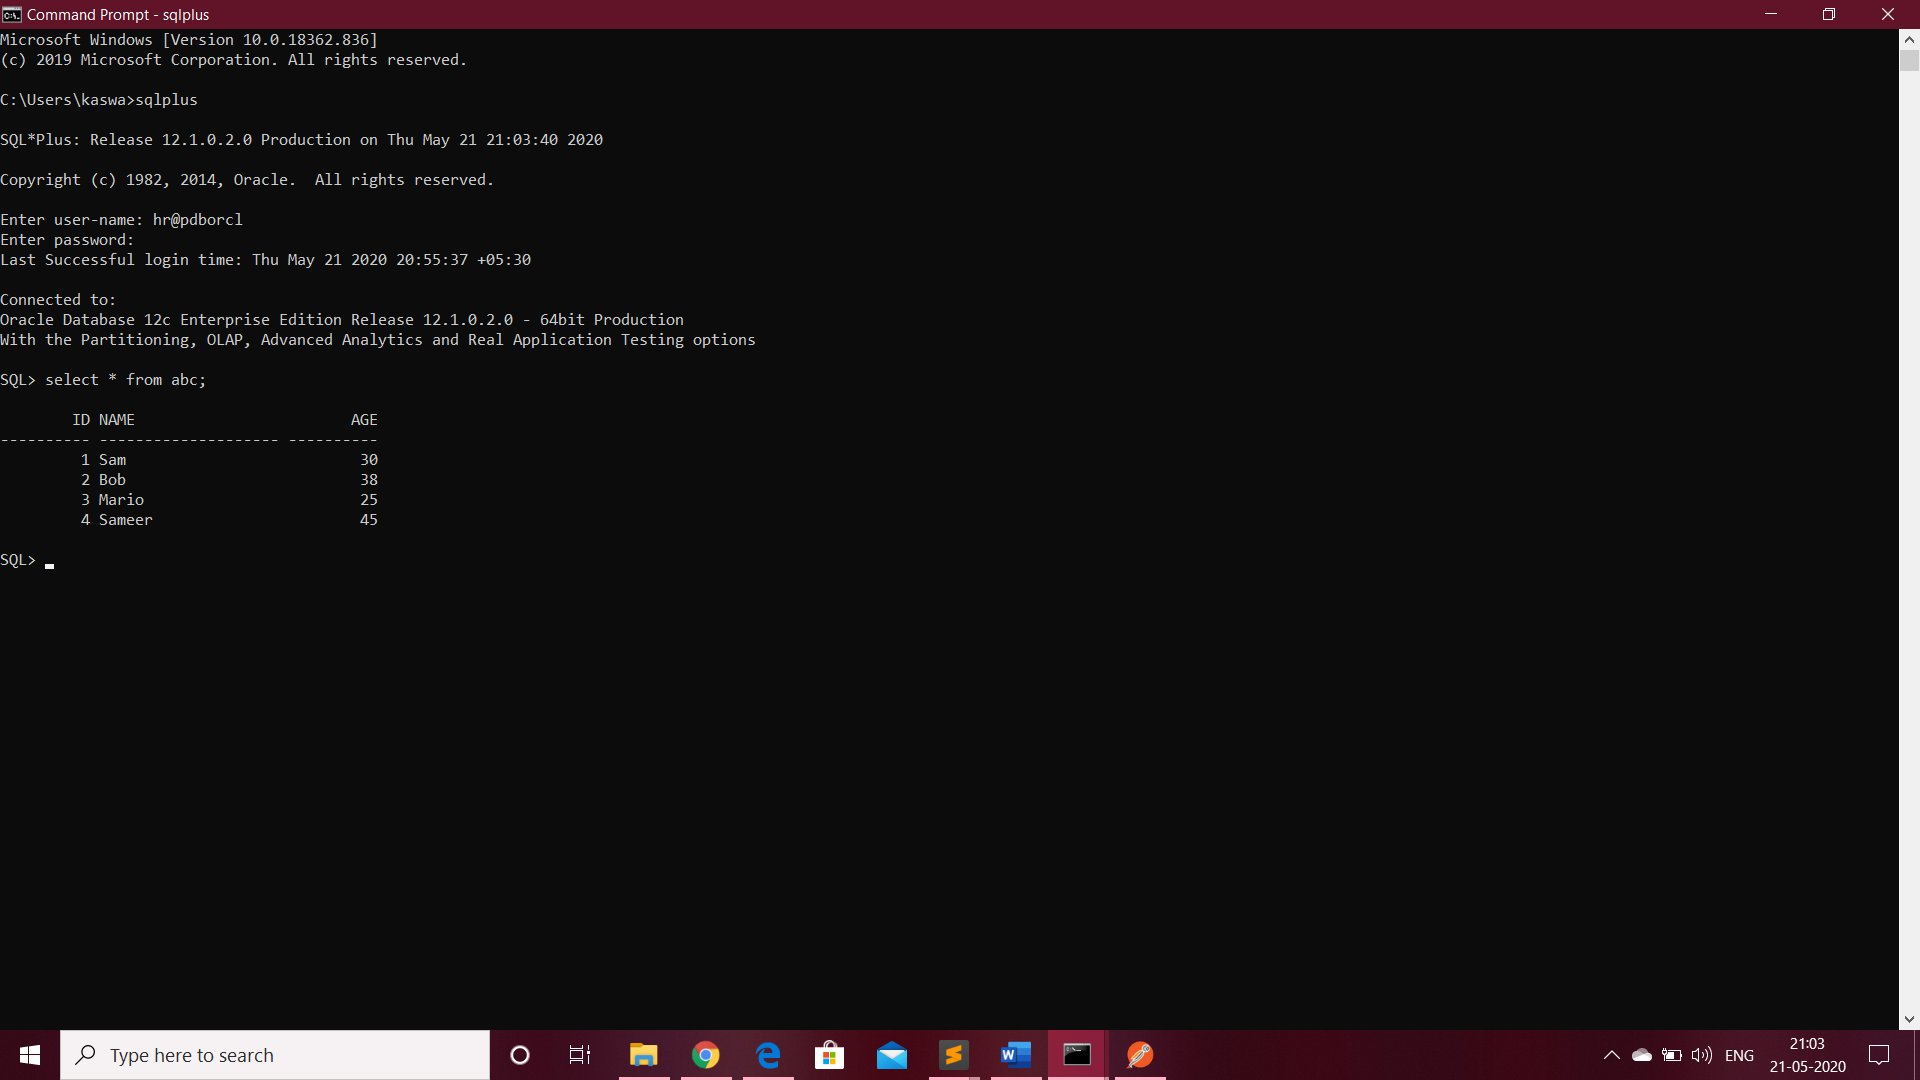 Command Prompt - sqlplus
Microsoft Windows [Version 10.0.18362.836]
(c) 2019 Microsoft Corporation. All rights reserved.
C:\Users\kaswa>sqlplus
SQL*Plus: Release 12.1.0.2.0 Production on Thu May 21 21:03:40 2020
Copyright (c) 1982, 2014, Oracle.  All rights reserved.
Enter user-name: hr@pdborcl
Enter password:
Last Successful login time: Thu May 21 2020 20:55:37 +05:30
Connected to:
Oracle Database 12c Enterprise Edition Release 12.1.0.2.0 - 64bit Production
With the Partitioning, OLAP, Advanced Analytics and Real Application Testing options
SQL> select * from abc;
        ID NAME                        AGE
---------- -------------------- ----------
         1 Sam                          30
         2 Bob                          38
         3 Mario                        25
         4 Sameer                       45
SQL>
Type here to search
ENG
21:03
21-05-2020